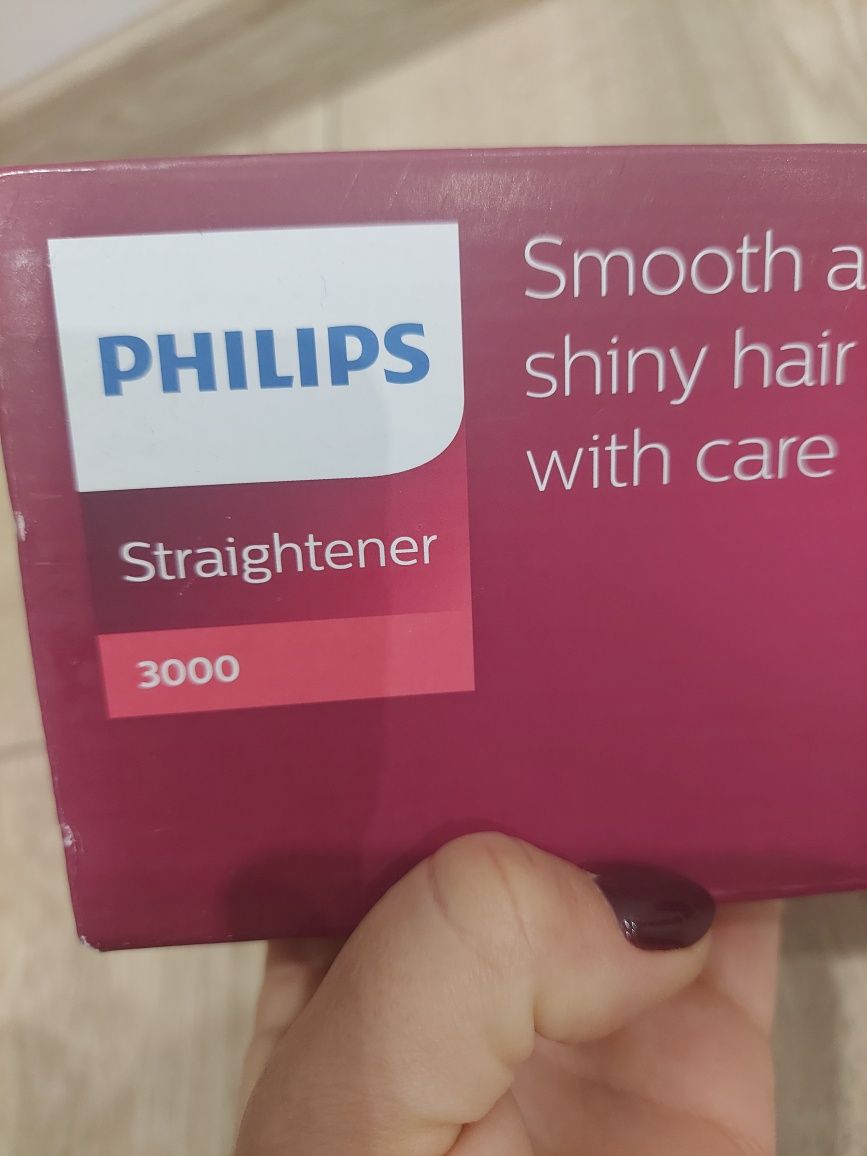 PHILIPS
Straightener
3000
Smooth a
shiny hair
with care